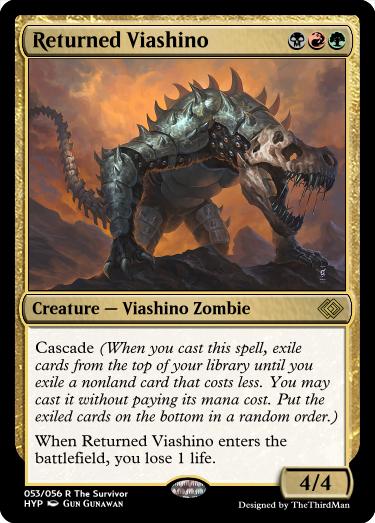 Returned Viashino
Creature — Viashino Zombie
Cascade (When you cast this spell, exile
cards from the top of your library until you
exile a nonland card that costs less. You may
cast it without paying its mana cost. Put the
exiled cards on the bottom in a random order.)
When Returned Viashino enters the
battlefield, you lose 1 life.
4/4
053/056 R The Survivor
HYP Gun Gunawan
Designed by TheThirdMan